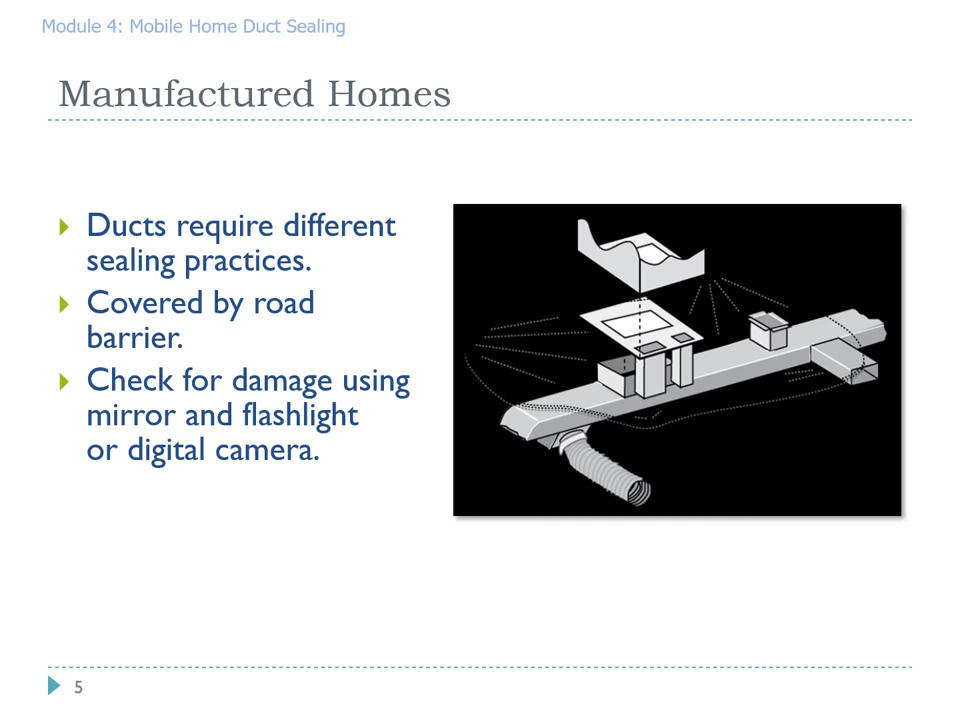 Module 4: Mobile Home Duct Sealing
Manufactured Homes
Ducts require different
sealing practices.
Covered by road
barrier.
Check for damage using
mirror and flashlight
or digital camera.
5